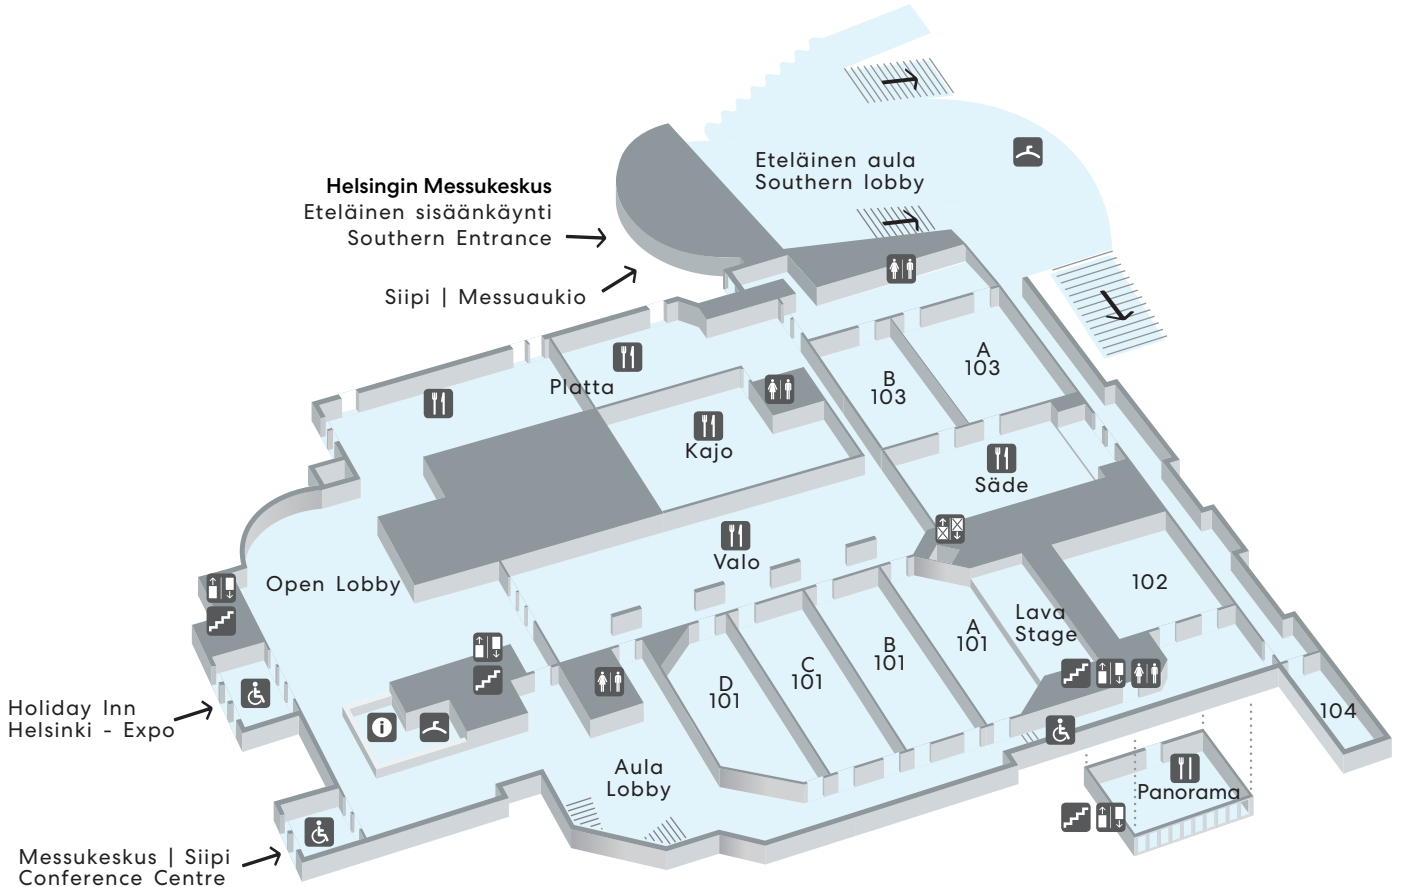 Eteläinen aula
Southern lobby
Helsingin Messukeskus
Eteläinen sisäänkäynti
Southern Entrance
Siipi | Messuaukio
Platta
Kajo
B
103
A
103
Säde
Valo
Open Lobby
102
Lava
Stage
A
101
B
101
C
101
D
101
104
Holiday Inn
Helsinki - Expo
i
Aula
Lobby
Panorama
Messukeskus | Siipi
Conference Centre